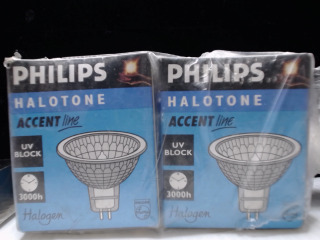 PHILIPS
HALOTONE
ACCENT line
UV
BLOCK
3000h
Halogen
PHILIPS
HALOTONE
ACCENT line
UV
BLOCK
3000h
Halogen